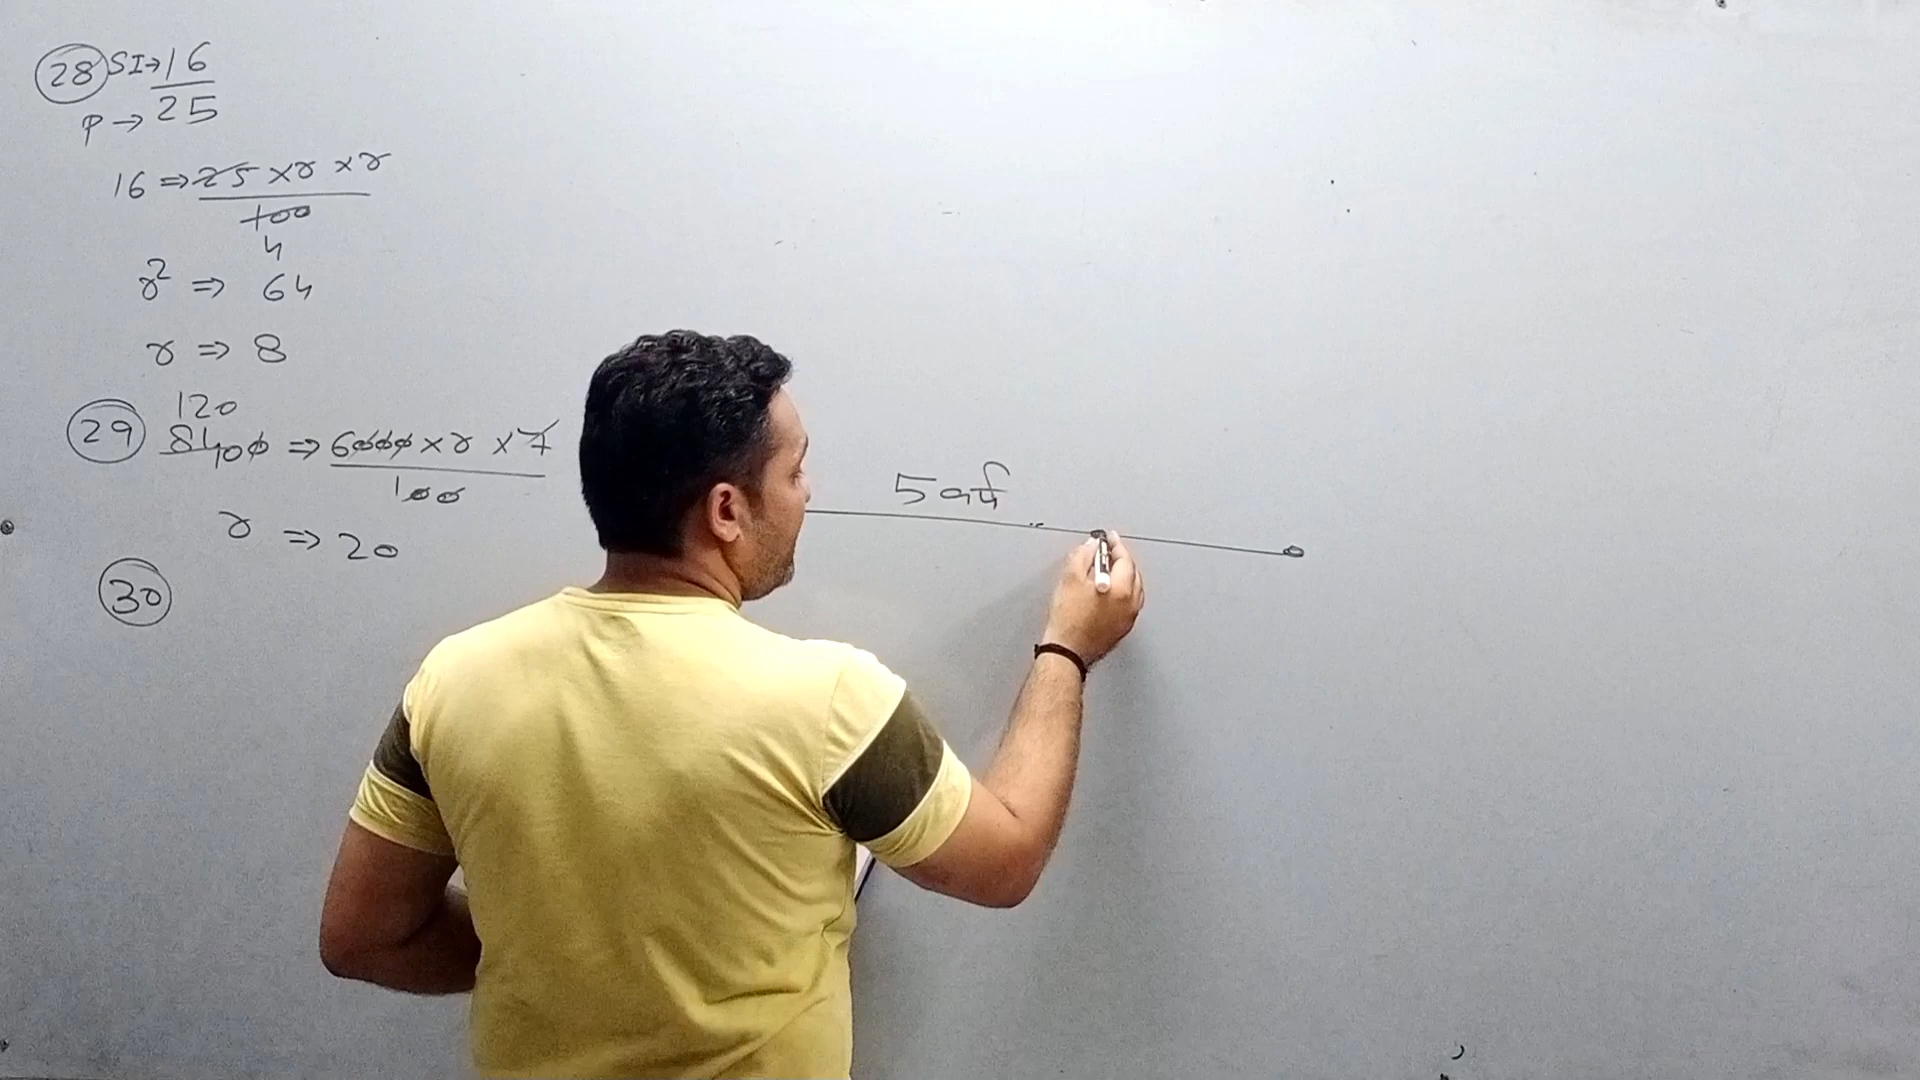 28 SI→ 16
P → 25
16 ⇒ 25 × r × r
100
4
r² ⇒ 64
r ⇒ 8
120
29 8400 ⇒ 6000 × r × 7
100
r ⇒ 20
30
5 वर्ष